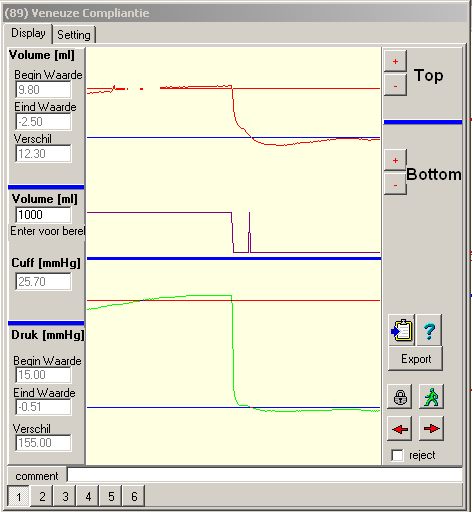 (89) Veneuze Compliantie
Display Setting
Volume [ml]
Begin Waarde
9.80
Eind Waarde
-2.50
Verschil
12.30
Volume [ml]
1000
Enter voor berel
Cuff [mmHg]
25.70
Druk [mmHg]
Begin Waarde
15.00
Eind Waarde
-0.51
Verschil
155.00
+
-
Top
+
-
Bottom
?
Export
reject
comment
1 2 3 4 5 6